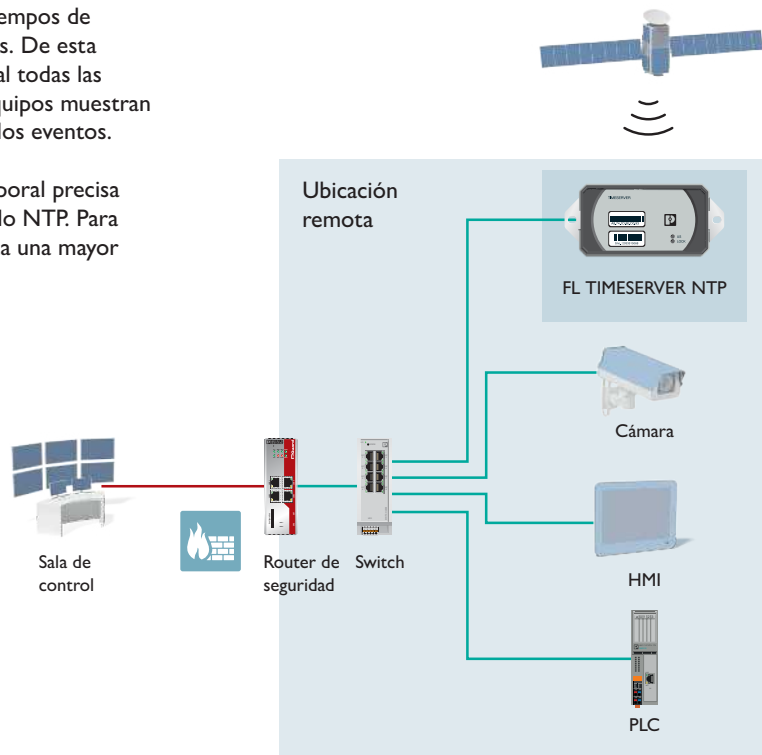 empos de
s. De esta
al todas las
quipos muestran
los eventos.
poral precisa
lo NTP. Para
a una mayor
Ubicación
remota
TIMESERVER
FL TIMESERVER NTP
Cámara
Sala de
control
Router de
seguridad
Switch
HMI
PLC